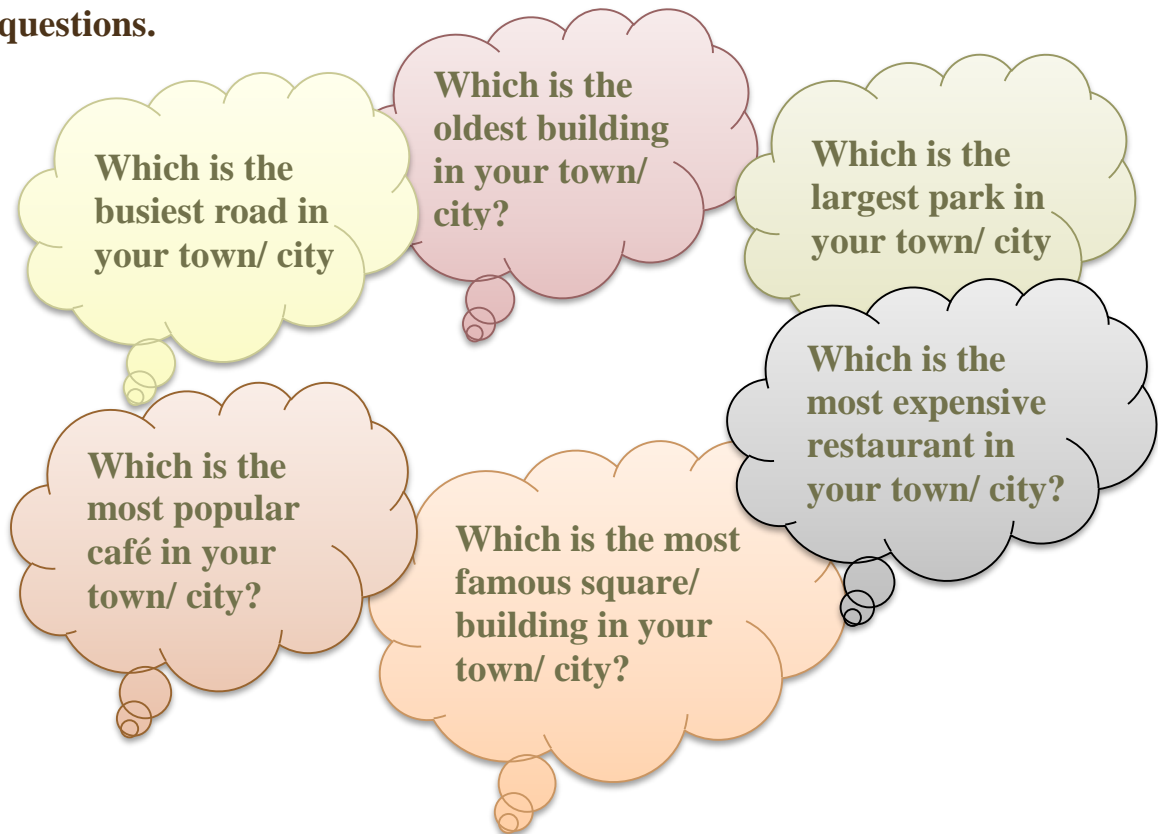 questions.
Which is the
oldest building
in your town/
city?
Which is the
busiest road in
your town/ city
Which is the
largest park in
your town/ city
Which is the
most expensive
restaurant in
your town/ city?
Which is the
most popular
café in your
town/ city?
Which is the most
famous square/
building in your
town/ city?